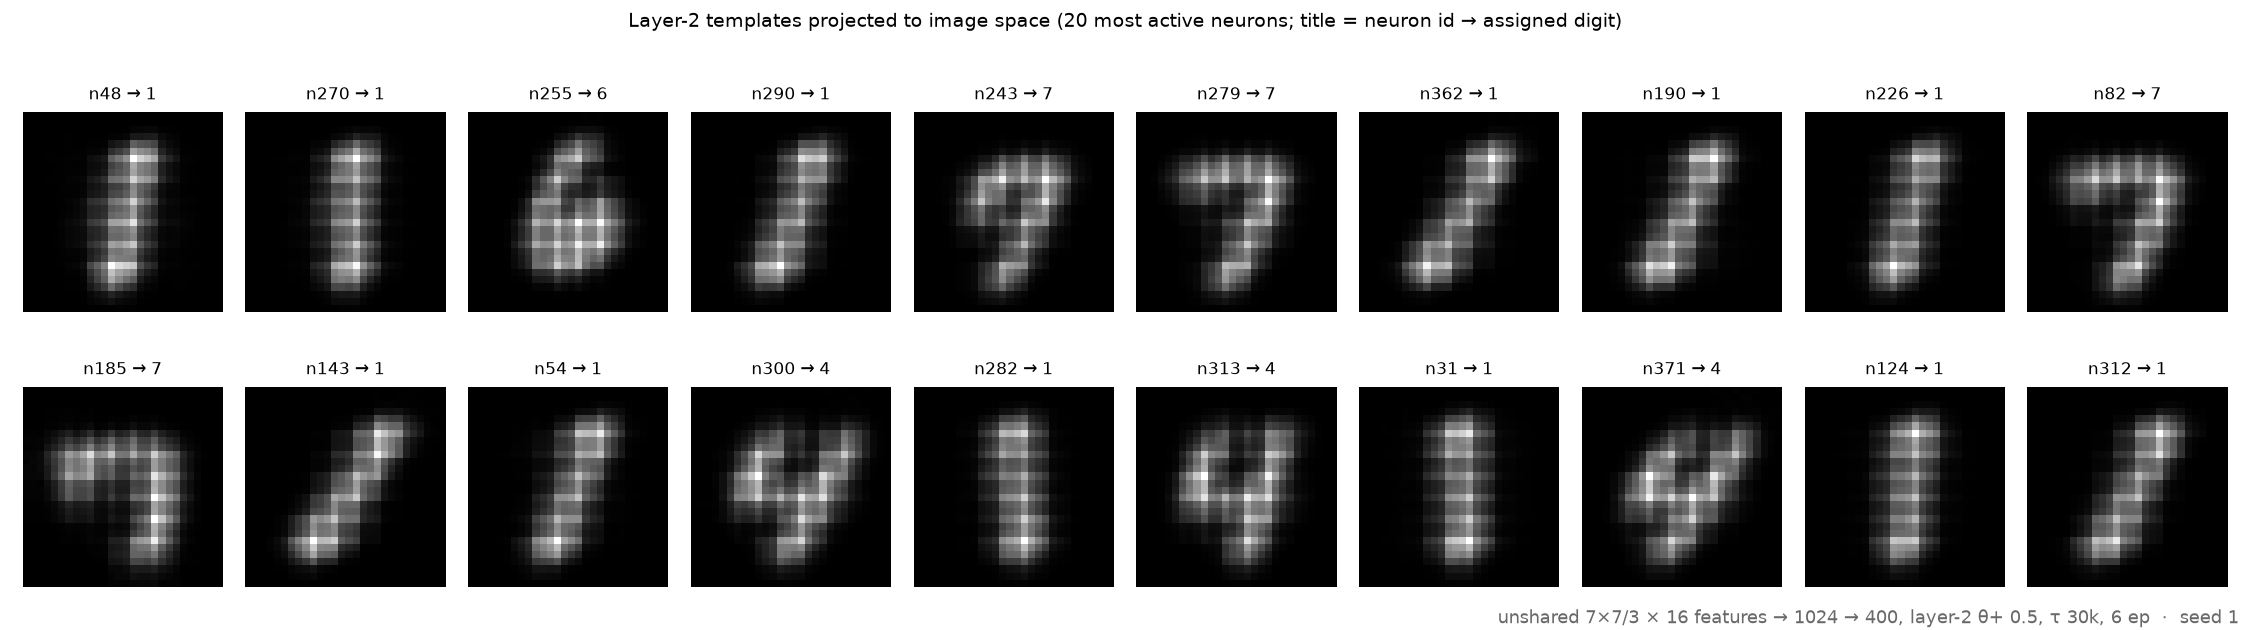 Layer-2 templates projected to image space (20 most active neurons; title = neuron id → assigned digit)
n48 → 1
n270 → 1
n255 → 6
n290 → 1
n243 → 7
n279 → 7
n362 → 1
n190 → 1
n226 → 1
n82 → 7
n185 → 7
n143 → 1
n54 → 1
n300 → 4
n282 → 1
n313 → 4
n31 → 1
n371 → 4
n124 → 1
n312 → 1
unshared 7×7/3 × 16 features → 1024 → 400, layer-2 θ+ 0.5, τ 30k, 6 ep · seed 1